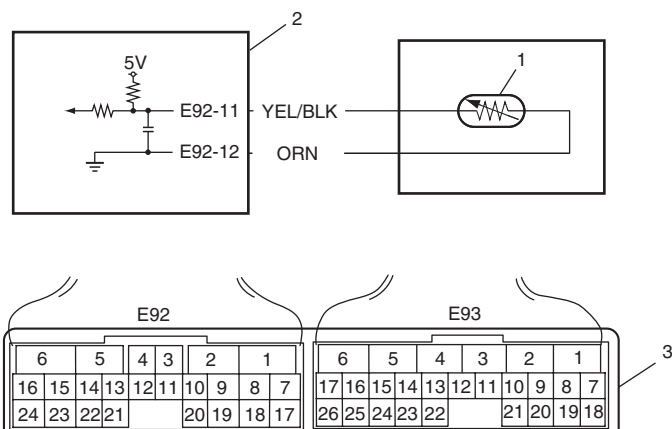 2
1
5V
E92-11 YEL/BLK
E92-12 ORN
E92 E93
3
6 5 4 3 2 1 6 5 4 3 2 1
16 15 14 13 12 11 10 9 8 7 17 16 15 14 13 12 11 10 9 8 7
24 23 22 21 20 19 18 17 26 25 24 23 22 21 20 19 18